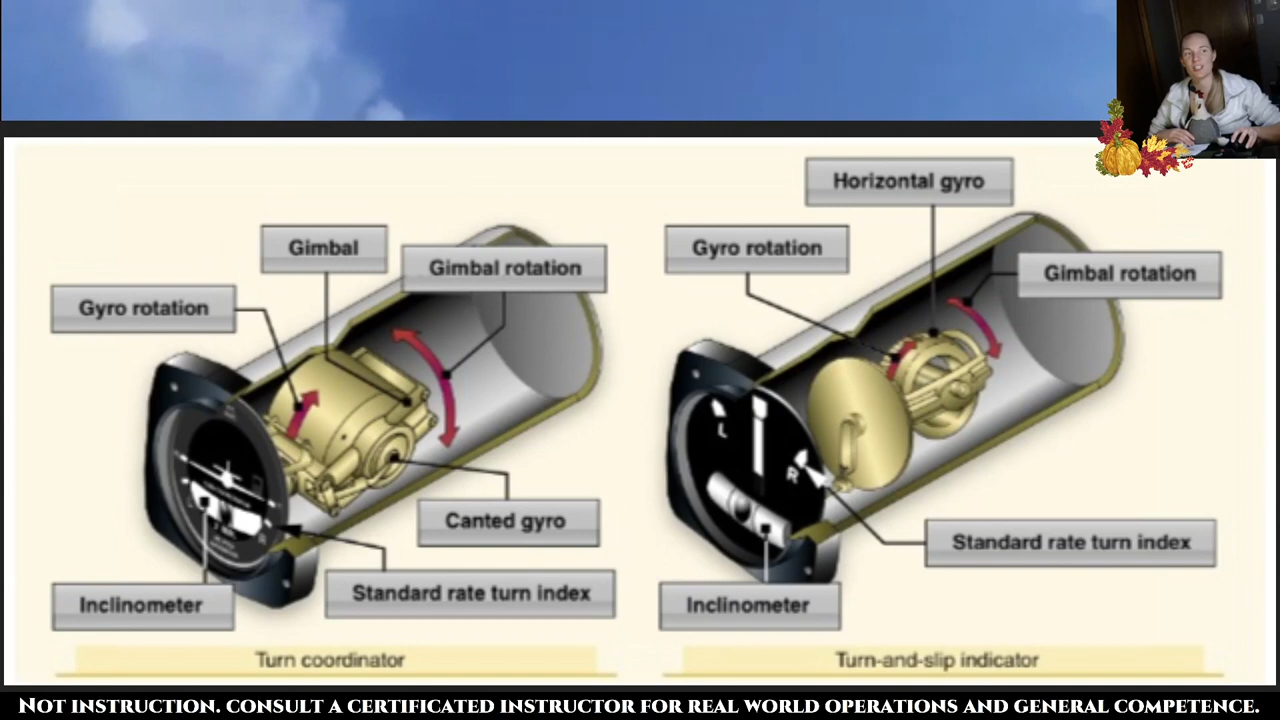 Horizontal gyro
Gimbal
Gimbal rotation
Gyro rotation
Gyro rotation
Gimbal rotation
L
R
Canted gyro
Standard rate turn index
Inclinometer
Standard rate turn index
Inclinometer
Turn coordinator
Turn-and-slip indicator
Not instruction. consult a certificated instructor for real world operations and general competence.